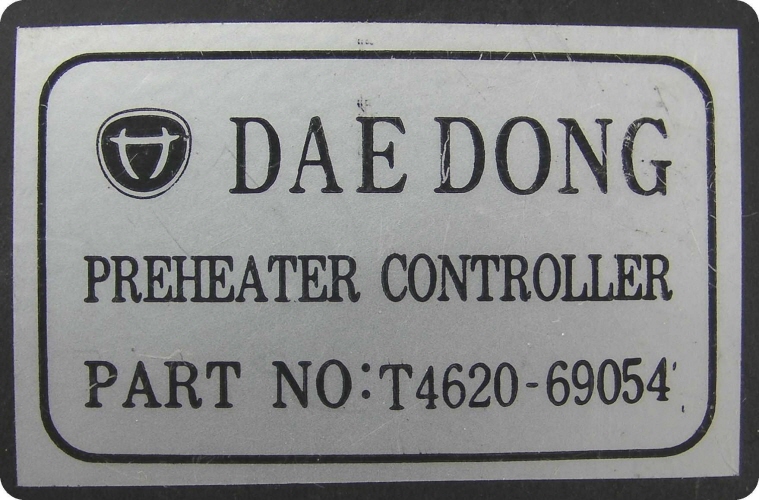 DAE DONG
PREHEATER CONTROLLER
PART NO:T4620-69054